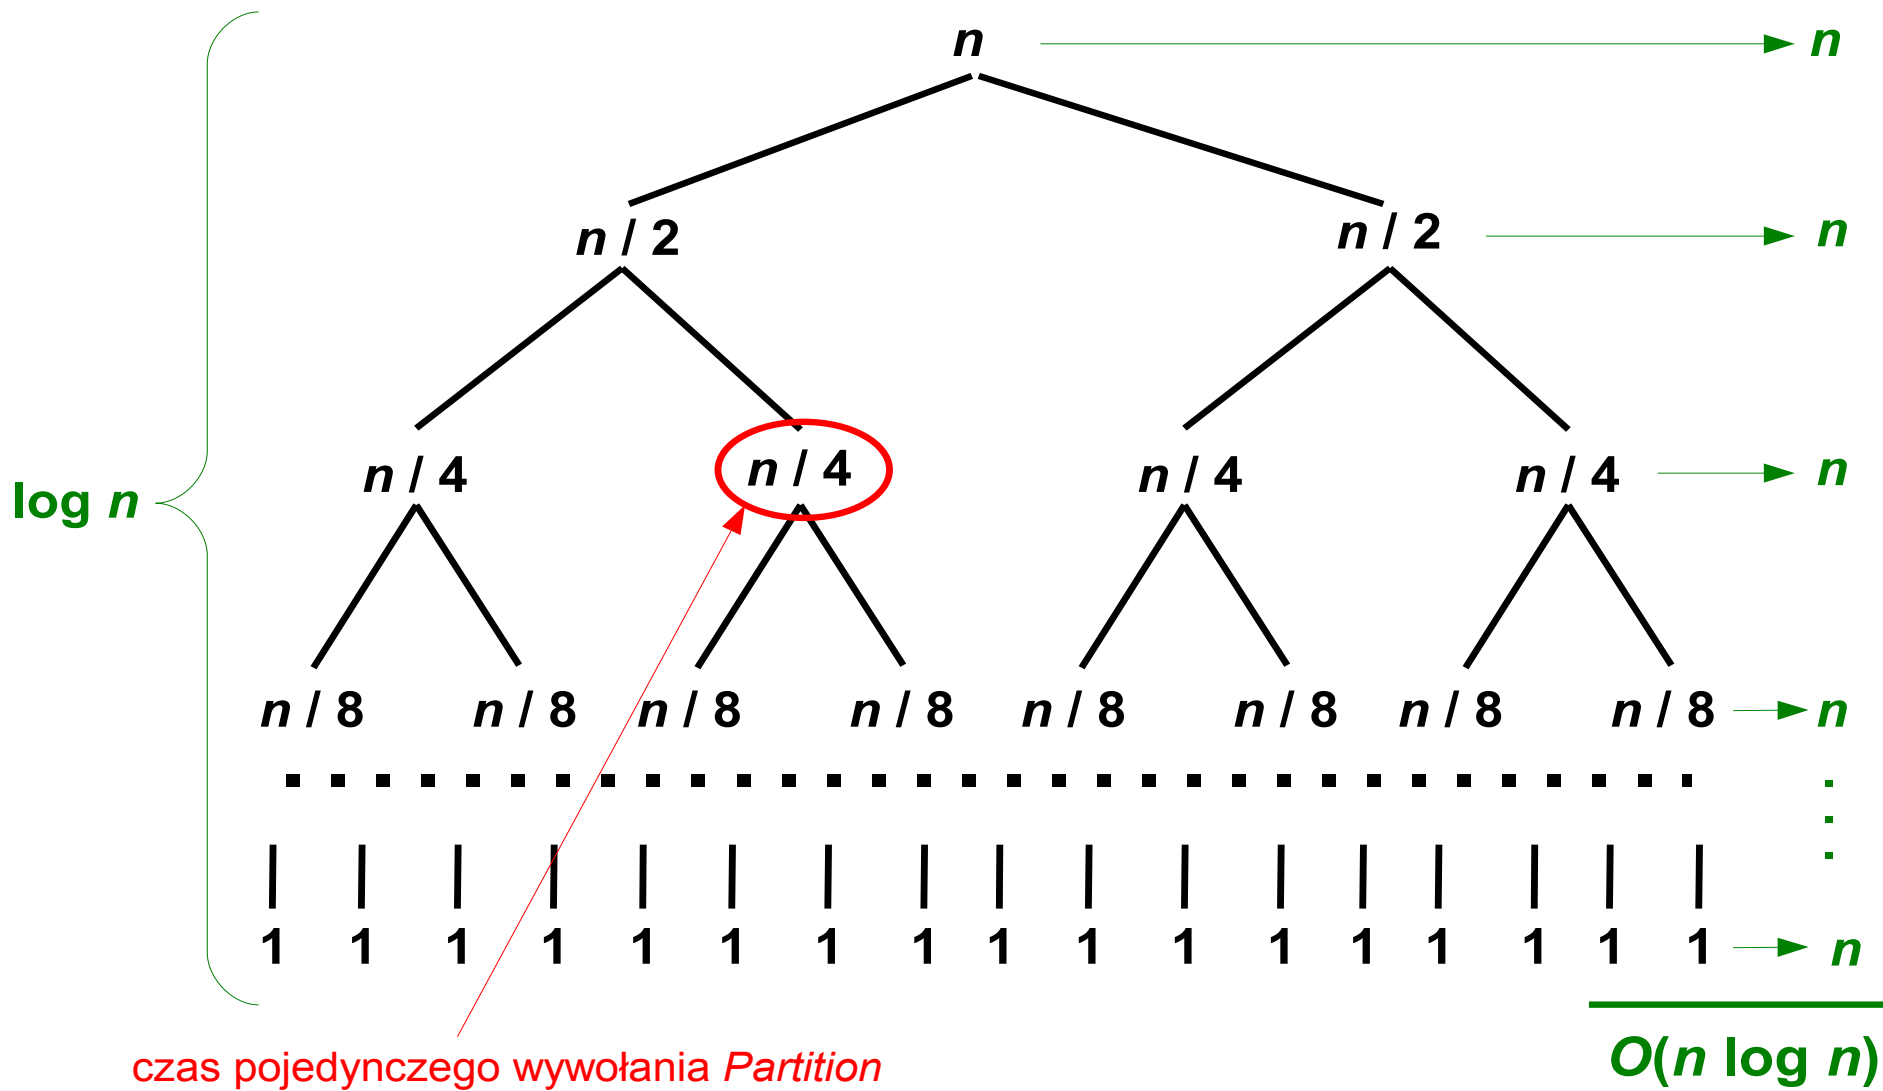 n n
n / 2 n / 2 n
log n
n / 4 n / 4 n / 4 n / 4 n
n / 8 n / 8 n / 8 n / 8 n / 8 n / 8 n / 8 n / 8 n
1 1 1 1 1 1 1 1 1 1 1 1 1 1 1 1 1 n
czas pojedynczego wywołania Partition
O(n log n)